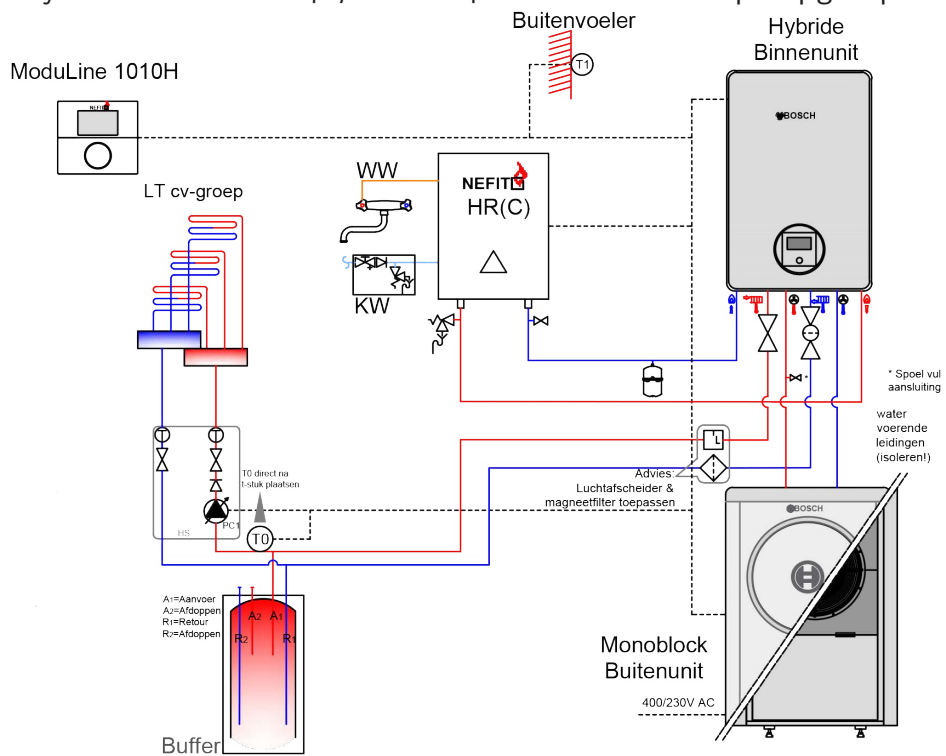 Buitenvoeler
Hybride
Binnenunit
ModuLine 1010H
T1
NEFIT
BOSCH
WW
NEFIT
HR(C)
LT cv-groep
KW
* Spoel vul
aansluiting
water
voerende
leidingen
(isoleren!)
T0 direct na
t-stuk plaatsen
L
Advies:
Luchtafscheider &
magneetfilter toepassen
PC1
HS
T0
BOSCH
A1=Aanvoer
A2=Afdoppen
R1=Retour
R2=Afdoppen
A2
A1
R2
R1
Monoblock
Buitenunit
400/230V AC
Buffer